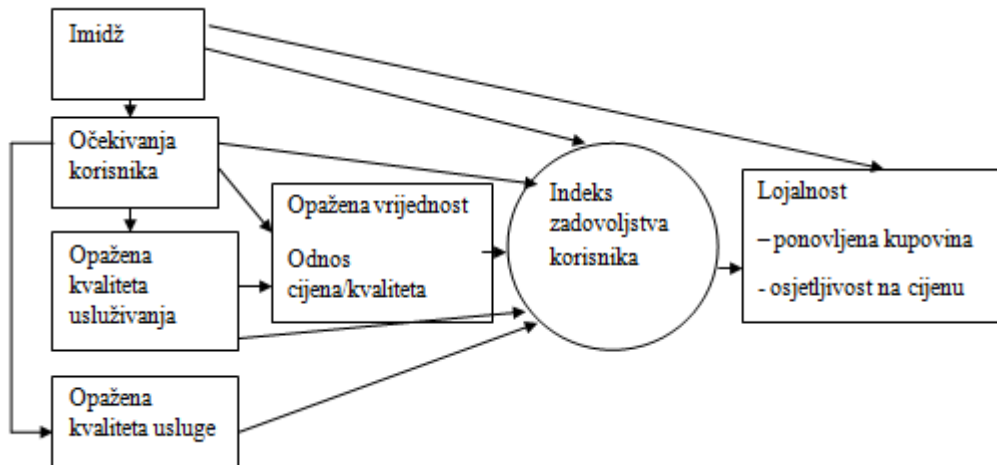 Imidž
Očekivanja
korisnika
Opažena
kvaliteta
usluživanja
Opažena
kvaliteta usluge
Opažena vrijednost
Odnos
cijena/kvaliteta
Indeks
zadovoljstva
korisnika
Lojalnost
– ponovljena kupovina
- osjetljivost na cijenu